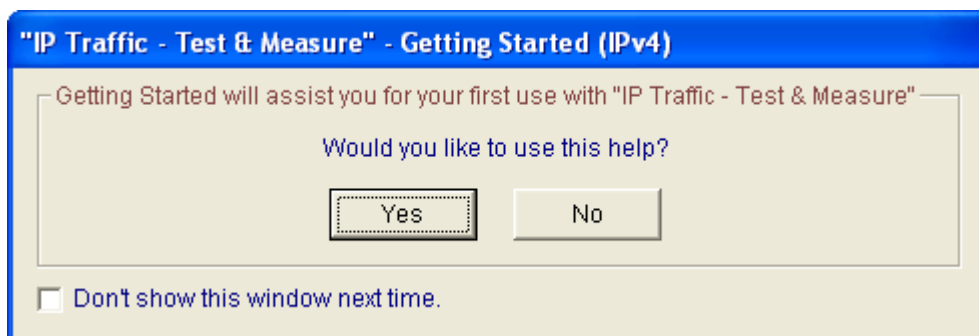 "IP Traffic - Test & Measure" - Getting Started (IPv4)
Getting Started will assist you for your first use with "IP Traffic - Test & Measure"
Would you like to use this help?
Yes No
Don't show this window next time.